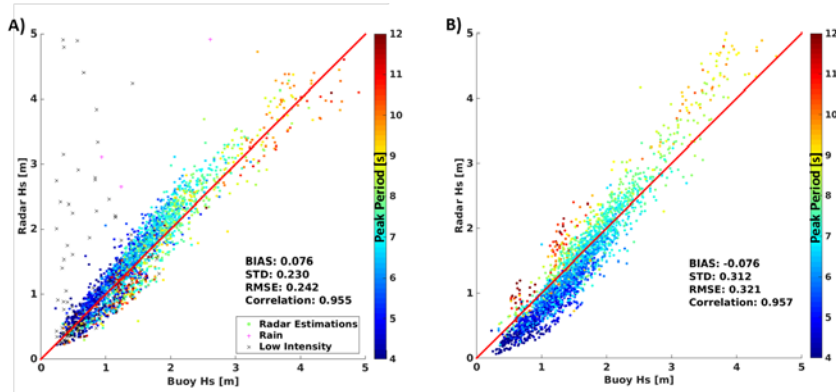 A)
5
4
3
2
1
0
Radar Hs [m]
0 1 2 3 4 5
Buoy Hs [m]
BIAS: 0.076
STD: 0.230
RMSE: 0.242
Correlation: 0.955
Radar Estimations
Rain
Low Intensity
12
11
10
9
8
7
6
5
4
Peak Period [s]
B)
5
4
3
2
1
0
Radar Hs [m]
0 1 2 3 4 5
Buoy Hs [m]
BIAS: -0.076
STD: 0.312
RMSE: 0.321
Correlation: 0.957
12
11
10
9
8
7
6
5
4
Peak Period [s]